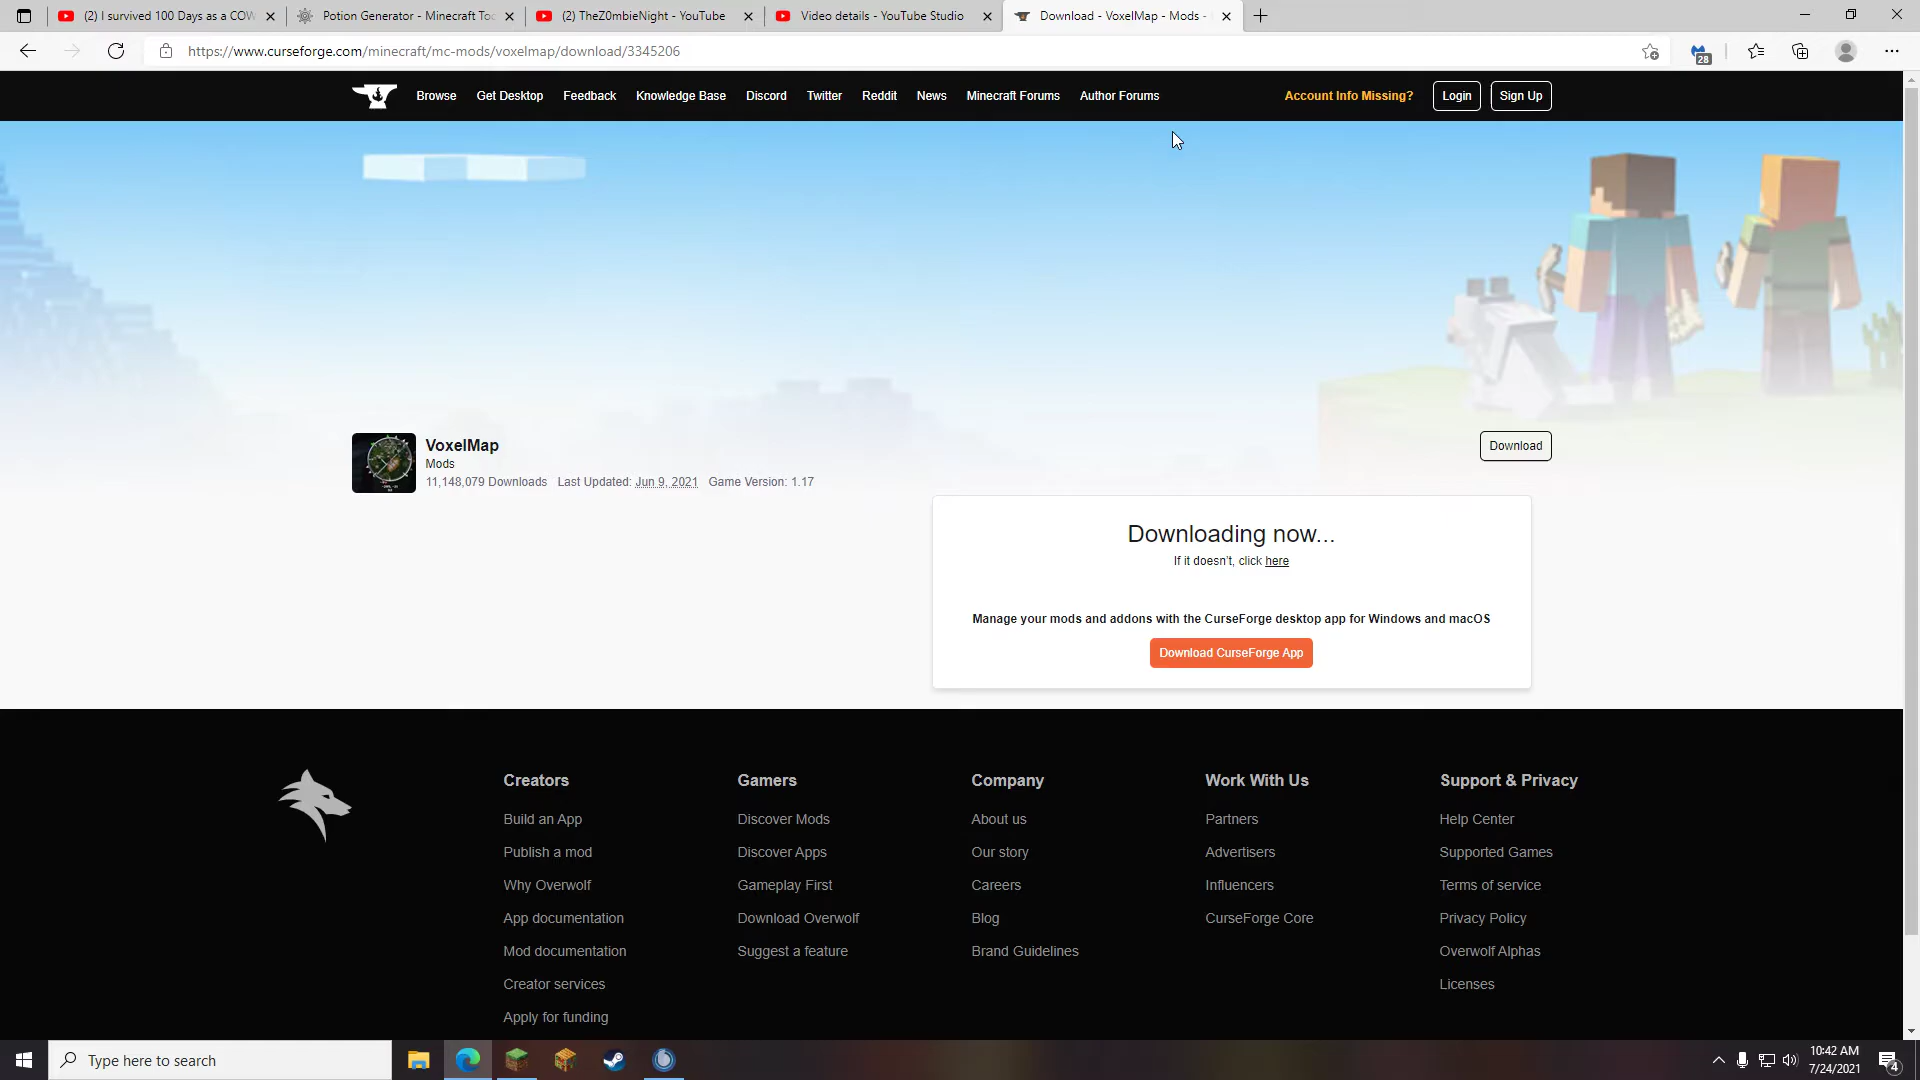 (2) I survived 100 Days as a COW
Potion Generator - Minecraft Too
(2) TheZ0mbieNight - YouTube
Video details - YouTube Studio
Download - VoxelMap - Mods -
https://www.curseforge.com/minecraft/mc-mods/voxelmap/download/3345206
28
Browse Get Desktop Feedback Knowledge Base Discord Twitter Reddit News Minecraft Forums Author Forums Account Info Missing? Login Sign Up
VoxelMap
Download
Mods
11,148,079 Downloads Last Updated: Jun 9, 2021 Game Version: 1.17
Downloading now...
If it doesn't, click here
Manage your mods and addons with the CurseForge desktop app for Windows and macOS
Download CurseForge App
Creators
Build an App
Publish a mod
Why Overwolf
App documentation
Mod documentation
Creator services
Apply for funding
Gamers
Discover Mods
Discover Apps
Gameplay First
Download Overwolf
Suggest a feature
Company
About us
Our story
Careers
Blog
Brand Guidelines
Work With Us
Partners
Advertisers
Influencers
CurseForge Core
Support & Privacy
Help Center
Supported Games
Terms of service
Privacy Policy
Overwolf Alphas
Licenses
Type here to search
10:42 AM
7/24/2021
4